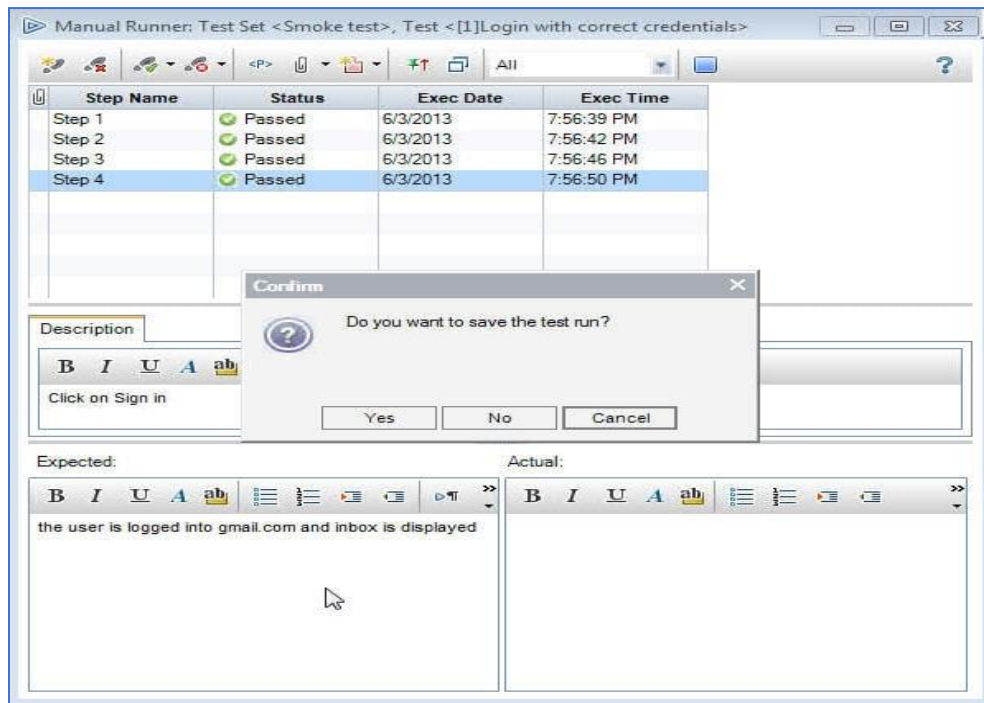 Manual Runner: Test Set <Smoke test>, Test <[1]Login with correct credentials>
<P> All ?
Step Name Status Exec Date Exec Time
Step 1 Passed 6/3/2013 7:56:39 PM
Step 2 Passed 6/3/2013 7:56:42 PM
Step 3 Passed 6/3/2013 7:56:46 PM
Step 4 Passed 6/3/2013 7:56:50 PM
Confirm
Do you want to save the test run?
Yes No Cancel
Description
B I U A ab
Click on Sign in
Expected: Actual:
B I U A ab B I U A ab
the user is logged into gmail.com and inbox is displayed